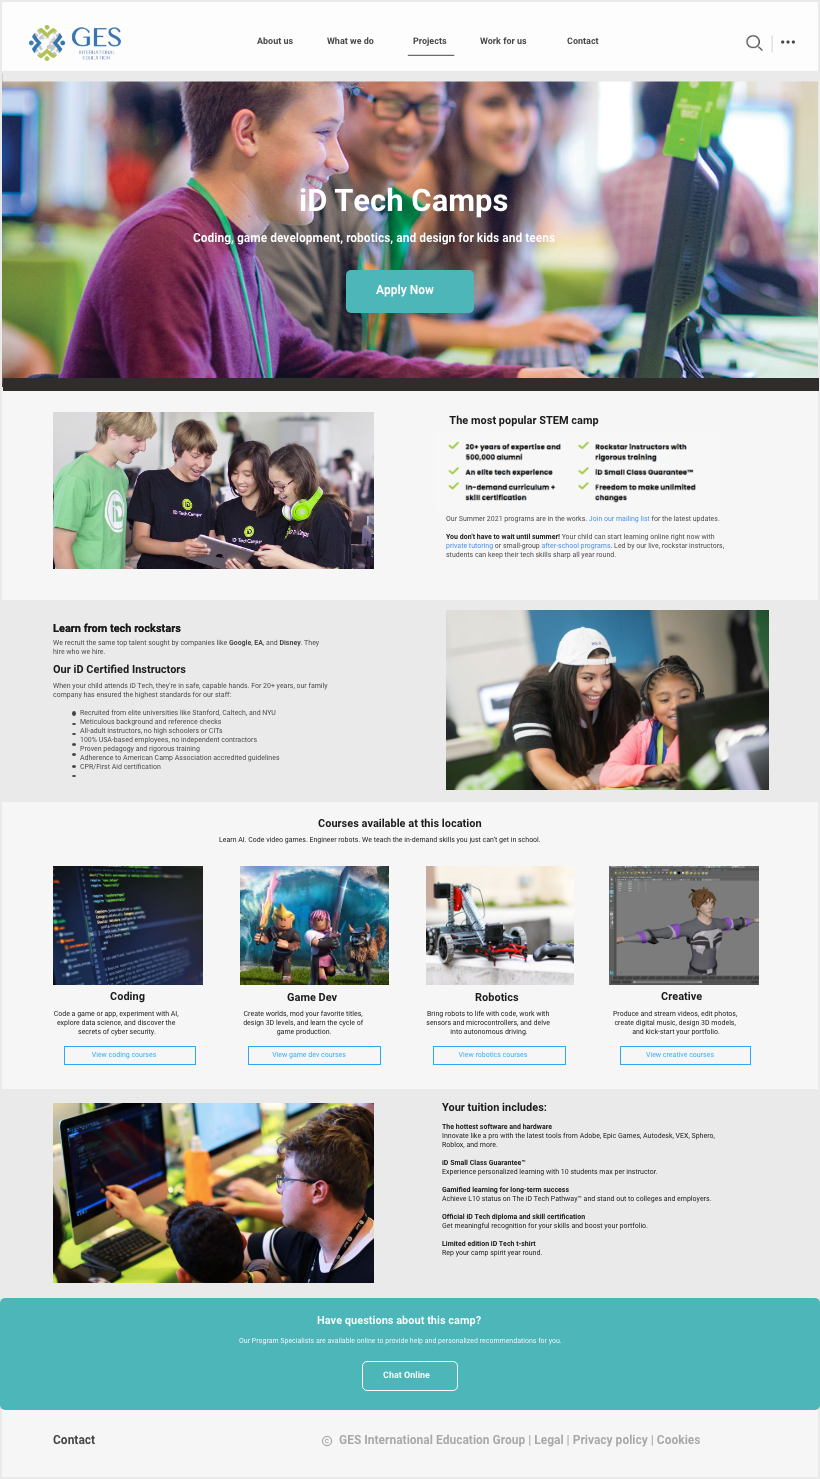 GES
INTERNATIONAL
EDUCATION
About us
What we do
Projects
Work for us
Contact
iD Tech Camps
Coding, game development, robotics, and design for kids and teens
Apply Now
The most popular STEM camp
20+ years of expertise and
500,000 alumni
An elite tech experience
In-demand curriculum +
skill certification
Rockstar instructors with
rigorous training
iD Small Class Guarantee™
Freedom to make unlimited
changes
Our Summer 2021 programs are in the works. Join our mailing list for the latest updates.
You don't have to wait until summer! Your child can start learning online right now with
private tutoring or small-group after-school programs. Led by our live, rockstar instructors,
students can keep their tech skills sharp all year round.
Learn from tech rockstars
We recruit the same top talent sought by companies like Google, EA, and Disney. They
hire who we hire.
Our iD Certified Instructors
When your child attends iD Tech, they're in safe, capable hands. For 20+ years, our family
company has ensured the highest standards for our staff:
Recruited from elite universities like Stanford, Caltech, and NYU
Meticulous background and reference checks
All-adult instructors, no high schoolers or CITs
100% USA-based employees, no independent contractors
Proven pedagogy and rigorous training
Adherence to American Camp Association accredited guidelines
CPR/First Aid certification
Courses available at this location
Learn AI. Code video games. Engineer robots. We teach the in-demand skills you just can't get in school.
Coding
Code a game or app, experiment with AI,
explore data science, and discover the
secrets of cyber security.
View coding courses
Game Dev
Create worlds, mod your favorite titles,
design 3D levels, and learn the cycle of
game production.
View game dev courses
Robotics
Bring robots to life with code, work with
sensors and microcontrollers, and delve
into autonomous driving.
View robotics courses
Creative
Produce and stream videos, edit photos,
create digital music, design 3D models,
and kick-start your portfolio.
View creative courses
Your tuition includes:
The hottest software and hardware
Innovate like a pro with the latest tools from Adobe, Epic Games, Autodesk, VEX, Sphero,
Roblox, and more.
iD Small Class Guarantee™
Experience personalized learning with 10 students max per instructor.
Gamified learning for long-term success
Achieve L10 status on The iD Tech Pathway™ and stand out to colleges and employers.
Official iD Tech diploma and skill certification
Get meaningful recognition for your skills and boost your portfolio.
Limited edition iD Tech t-shirt
Rep your camp spirit year round.
Have questions about this camp?
Our Program Specialists are available online to provide help and personalized recommendations for you.
Chat Online
Contact
© GES International Education Group | Legal | Privacy policy | Cookies